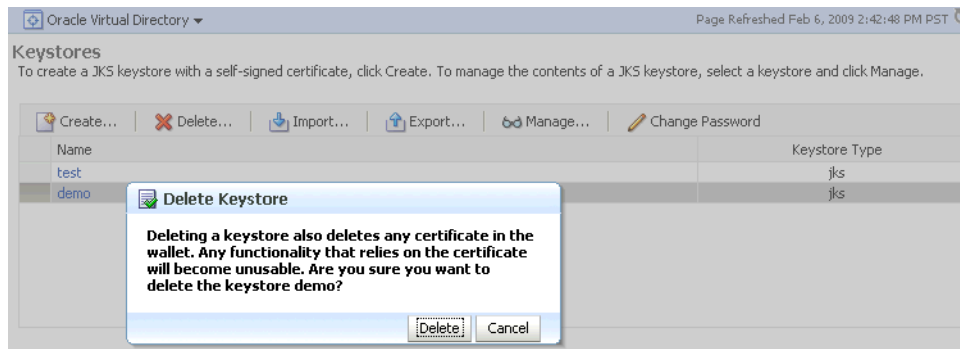 Oracle Virtual Directory
Page Refreshed Feb 6, 2009 2:42:48 PM PST
Keystores
To create a JKS keystore with a self-signed certificate, click Create. To manage the contents of a JKS keystore, select a keystore and click Manage.
Create... Delete... Import... Export... Manage... Change Password
Name Keystore Type
test jks
demo jks
Delete Keystore
Deleting a keystore also deletes any certificate in the
wallet. Any functionality that relies on the certificate
will become unusable. Are you sure you want to
delete the keystore demo?
Delete Cancel